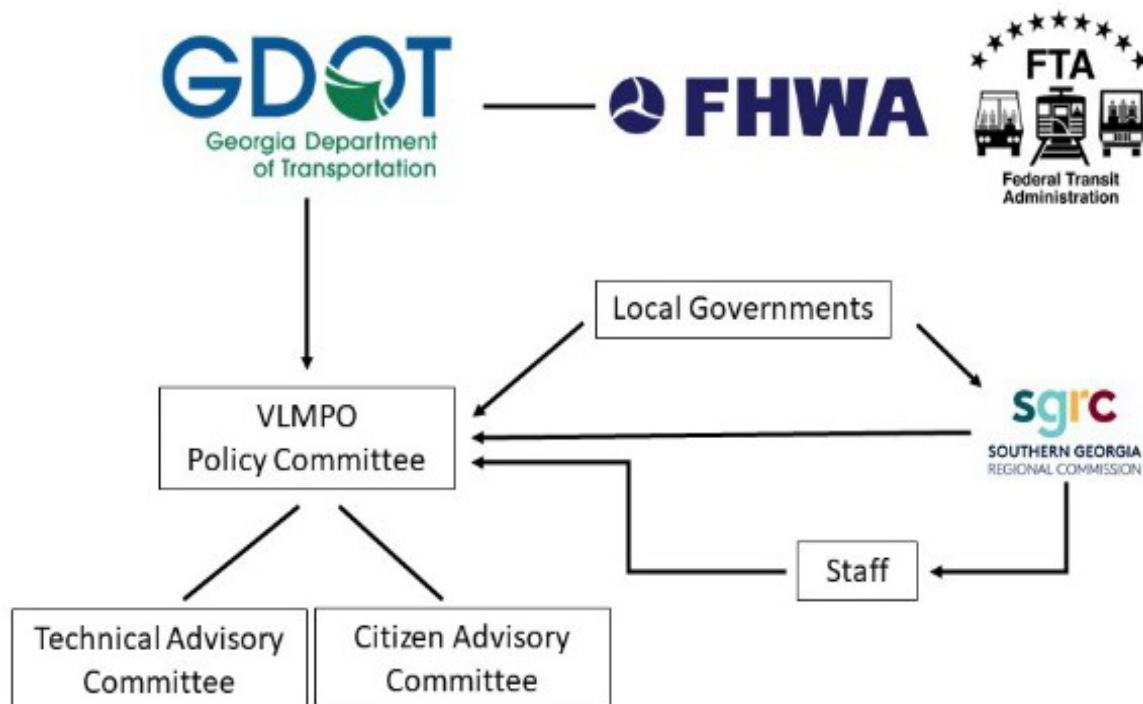 GDOT
Georgia Department
of Transportation
FHWA
FTA
Federal Transit
Administration
Local Governments
VLMPO
Policy Committee
sgrc
SOUTHERN GEORGIA
REGIONAL COMMISSION
Staff
Technical Advisory
Committee
Citizen Advisory
Committee